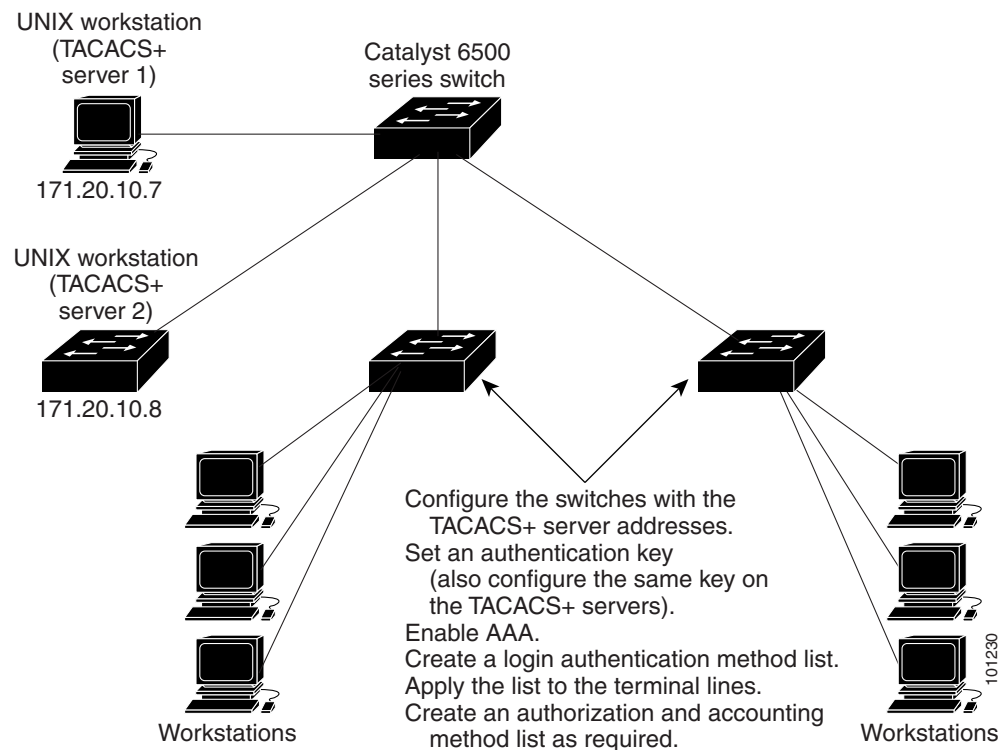 UNIX workstation
(TACACS+
server 1)
Catalyst 6500
series switch
171.20.10.7
UNIX workstation
(TACACS+
server 2)
171.20.10.8
Configure the switches with the
TACACS+ server addresses.
Set an authentication key
(also configure the same key on
the TACACS+ servers).
Enable AAA.
Create a login authentication method list.
Apply the list to the terminal lines.
Create an authorization and accounting
method list as required.
Workstations
Workstations
101230